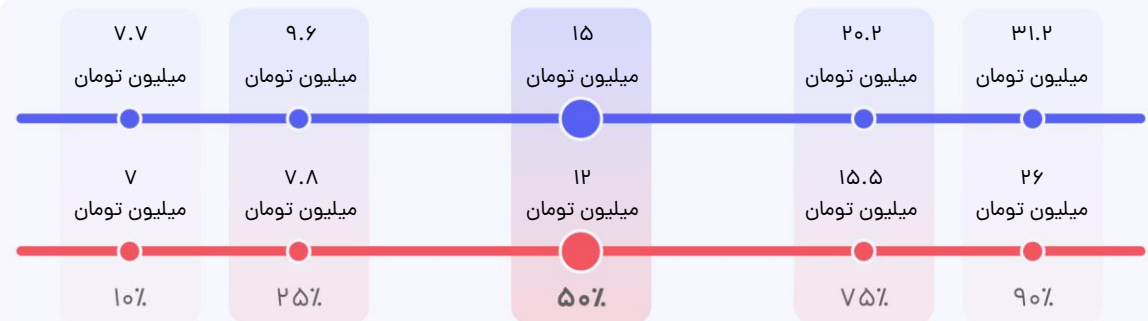 ۷.۷
۹.۶
۱۵
۲۰.۲
۳۱.۲
میلیون تومان
میلیون تومان
میلیون تومان
میلیون تومان
میلیون تومان
۷
۷.۸
۱۲
۱۵.۵
۲۶
میلیون تومان
میلیون تومان
میلیون تومان
میلیون تومان
میلیون تومان
۱۰٪
۲۵٪
۵۰٪
۷۵٪
۹۰٪